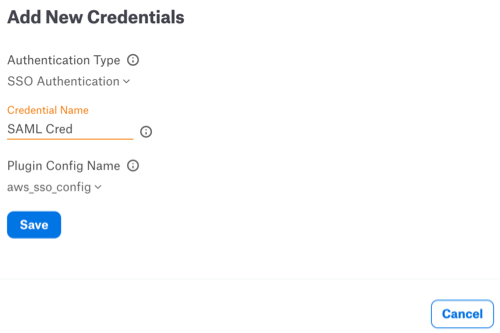 Add New Credentials
Authentication Type
SSO Authentication
Credential Name
SAML Cred
Plugin Config Name
aws_sso_config
Save
Cancel